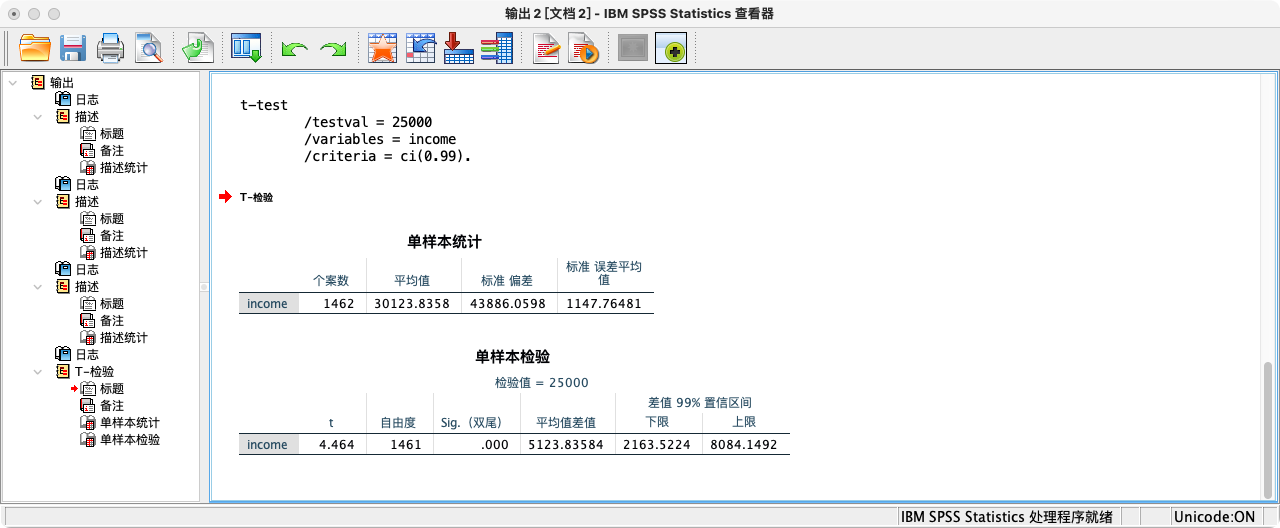 输出 2 [文档 2] - IBM SPSS Statistics 查看器
输出
日志
描述
标题
备注
描述统计
日志
描述
标题
备注
描述统计
日志
描述
标题
备注
描述统计
日志
T-检验
标题
备注
单样本统计
单样本检验
t-test
/testval = 25000
/variables = income
/criteria = ci(0.99).
T-检验
单样本统计
个案数 平均值 标准 偏差 标准 误差平均值
income 1462 30123.8358 43886.0598 1147.76481
单样本检验
检验值 = 25000
差值 99% 置信区间
t 自由度 Sig.（双尾） 平均值差值 下限 上限
income 4.464 1461 .000 5123.83584 2163.5224 8084.1492
IBM SPSS Statistics 处理程序就绪 Unicode:ON